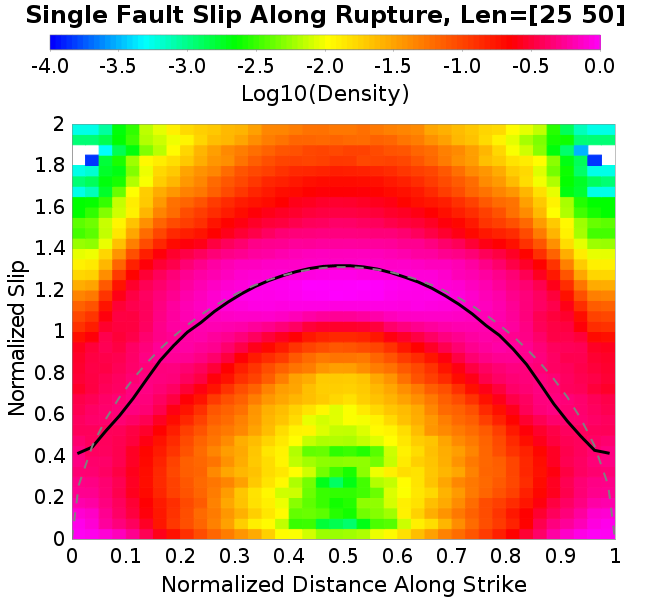 Single Fault Slip Along Rupture, Len=[25 50]
-4.0 -3.5 -3.0 -2.5 -2.0 -1.5 -1.0 -0.5 0.0
Log10(Density)
Normalized Slip
2
1.8
1.6
1.4
1.2
1
0.8
0.6
0.4
0.2
0
0 0.1 0.2 0.3 0.4 0.5 0.6 0.7 0.8 0.9 1
Normalized Distance Along Strike